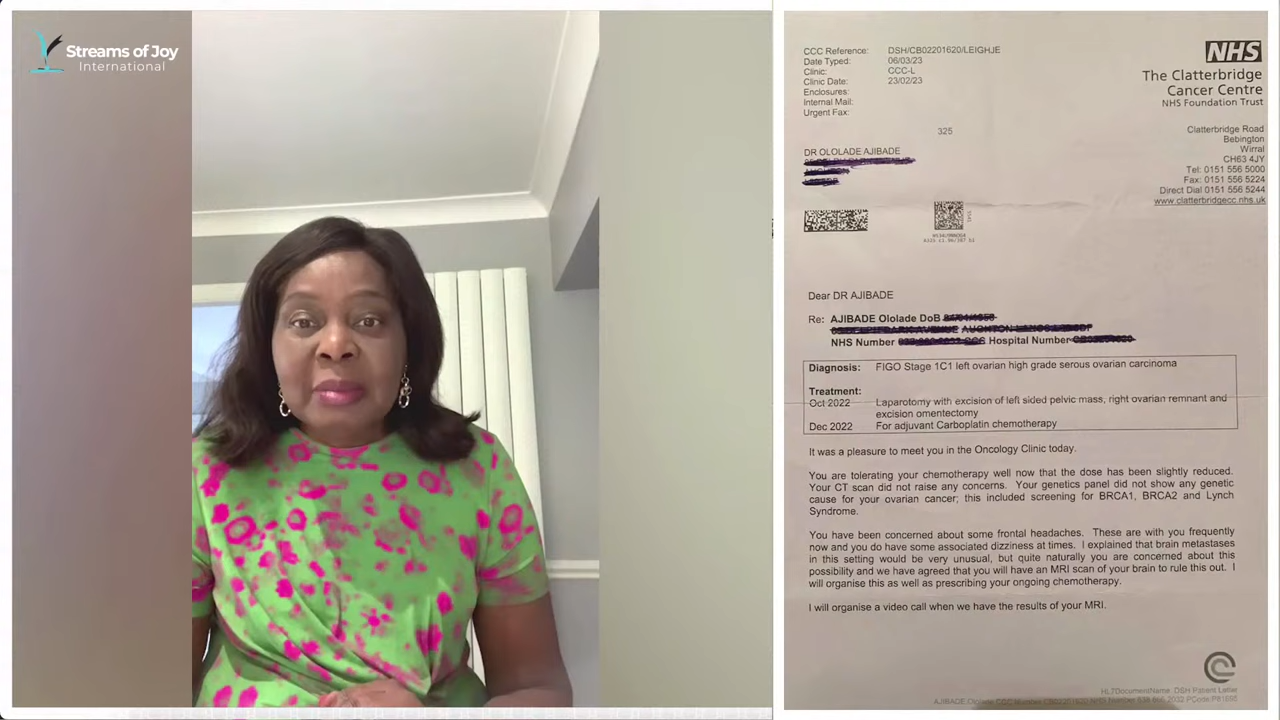 Streams of Joy
International
CCC Reference: DSH/CB02201620/LEIGHJE
Date Typed: 06/03/23
Clinic: CCC-L
Clinic Date: 23/02/23
Enclosures:
Internal Mail:
Urgent Fax:
NHS
The Clatterbridge
Cancer Centre
NHS Foundation Trust
325
Clatterbridge Road
Bebington
Wirral
CH63 4JY
Tel: 0151 556 5000
Fax: 0151 556 5224
Direct Dial 0151 556 5244
www.clatterbridgecc.nhs.uk
DR OLOLADE AJIBADE
Dear DR AJIBADE
Re: AJIBADE Ololade DoB
NHS Number Hospital Number
Diagnosis: FIGO Stage 1C1 left ovarian high grade serous ovarian carcinoma
Treatment:
Oct 2022 Laparotomy with excision of left sided pelvic mass, right ovarian remnant and
excision omentectomy
Dec 2022 For adjuvant Carboplatin chemotherapy
It was a pleasure to meet you in the Oncology Clinic today.
You are tolerating your chemotherapy well now that the dose has been slightly reduced.
Your CT scan did not raise any concerns. Your genetics panel did not show any genetic
cause for your ovarian cancer; this included screening for BRCA1, BRCA2 and Lynch
Syndrome.
You have been concerned about some frontal headaches. These are with you frequently
now and you do have some associated dizziness at times. I explained that brain metastases
in this setting would be very unusual, but quite naturally you are concerned about this
possibility and we have agreed that you will have an MRI scan of your brain to rule this out. I
will organise this as well as prescribing your ongoing chemotherapy.
I will organise a video call when we have the results of your MRI.
HL7DocumentName: DSH Patient Letter
AJIBADE Ololade CCC Number